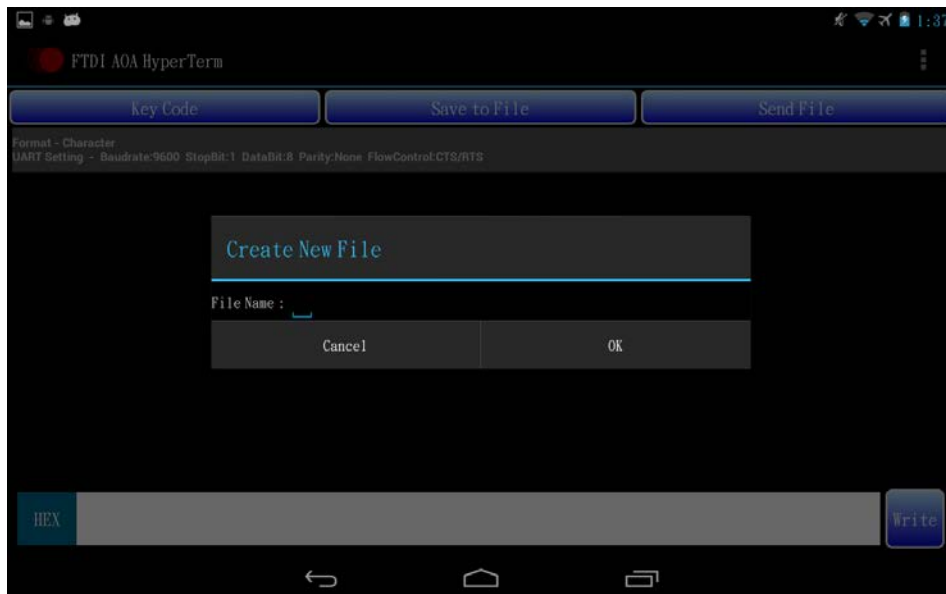 1:37
FTDI AOA HyperTerm
Key Code
Save to File
Send File
Format - Character
UART Setting - Baudrate:9600 StopBit:1 DataBit:8 Parity:None FlowControl:CTS/RTS
Create New File
File Name :
Cancel
OK
HEX
Write